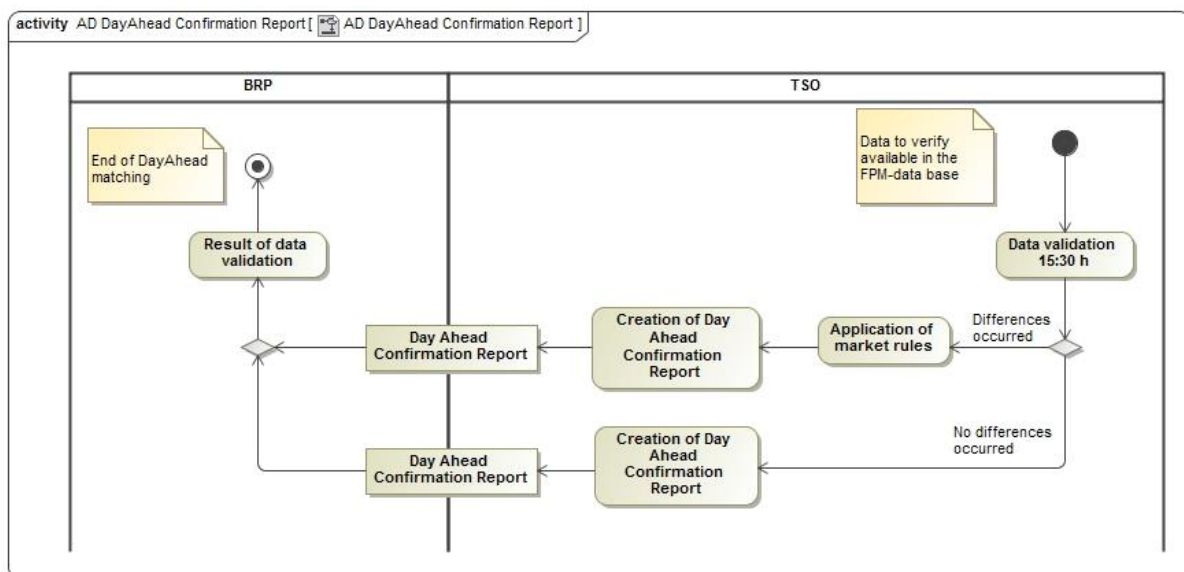 activity AD DayAhead Confirmation Report [ AD DayAhead Confirmation Report ]
BRP
TSO
End of DayAhead
matching
Data to verify
available in the
FPM-data base
Result of data
validation
Data validation
15:30 h
Day Ahead
Confirmation Report
Creation of Day
Ahead
Confirmation
Report
Application of
market rules
Differences
occurred
Day Ahead
Confirmation Report
Creation of Day
Ahead
Confirmation
Report
No differences
occurred